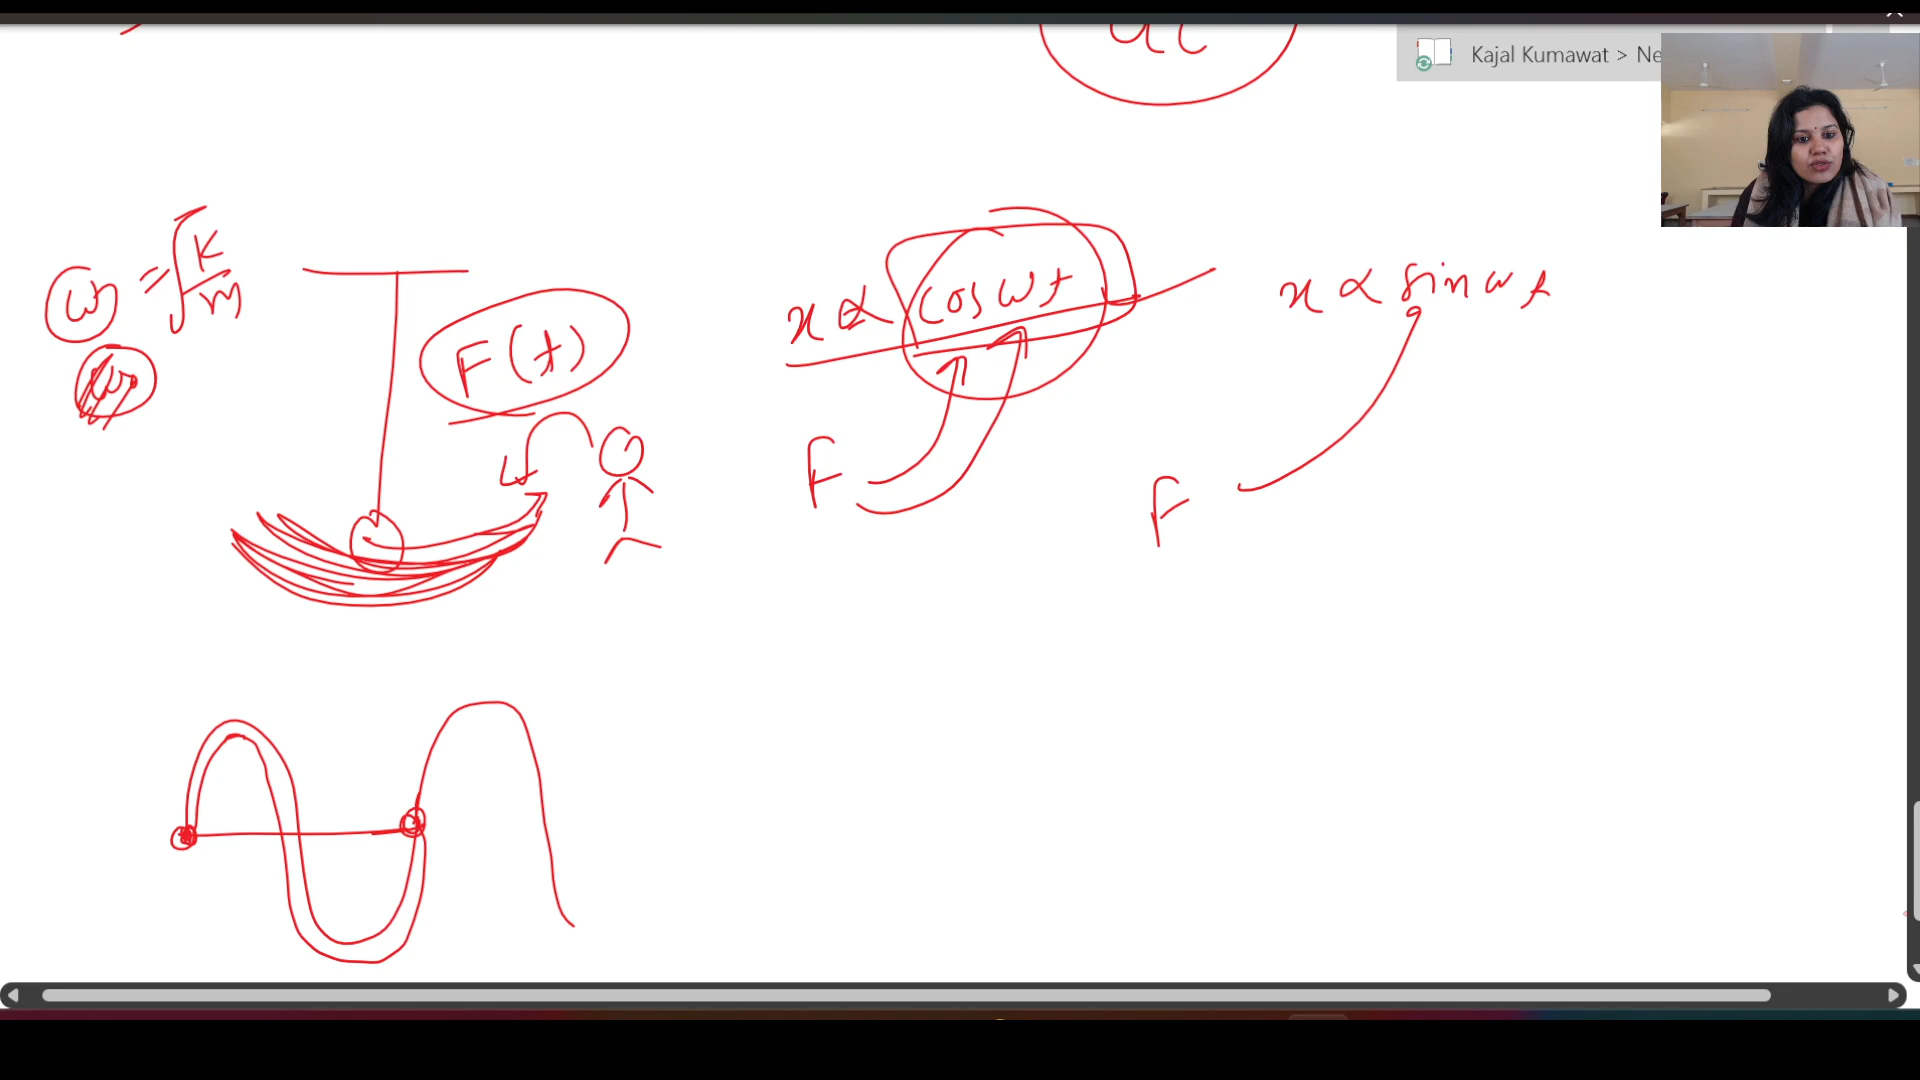 Kajal Kumawat > Ne
ω = √K/m
F(t)
x ∝ cos ωt
x ∝ sin ωt
F
F